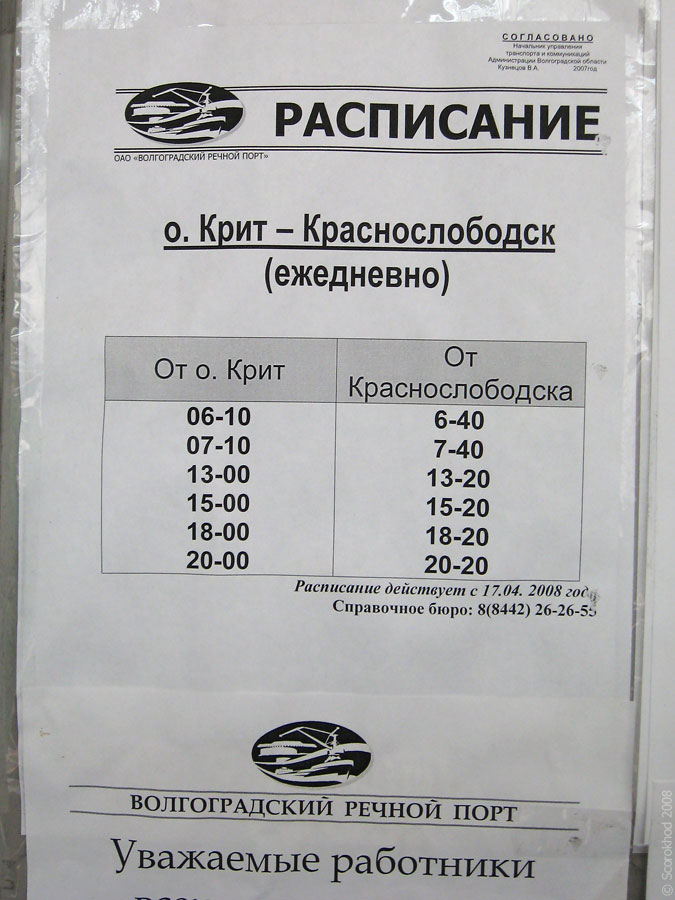 СОГЛАСОВАНО
Начальник управления
транспорта и коммуникаций
Администрации Волгоградской области
Кузнецов В.А. 2007год
РАСПИСАНИЕ
ОАО «ВОЛГОГРАДСКИЙ РЕЧНОЙ ПОРТ»
о. Крит – Краснослободск
(ежедневно)
От о. Крит
От
Краснослободска
06-10 6-40
07-10 7-40
13-00 13-20
15-00 15-20
18-00 18-20
20-00 20-20
Расписание действует с 17.04. 2008 года
Справочное бюро: 8(8442) 26-26-55
ВОЛГОГРАДСКИЙ РЕЧНОЙ ПОРТ
Уважаемые работники
© Scorokhod 2008